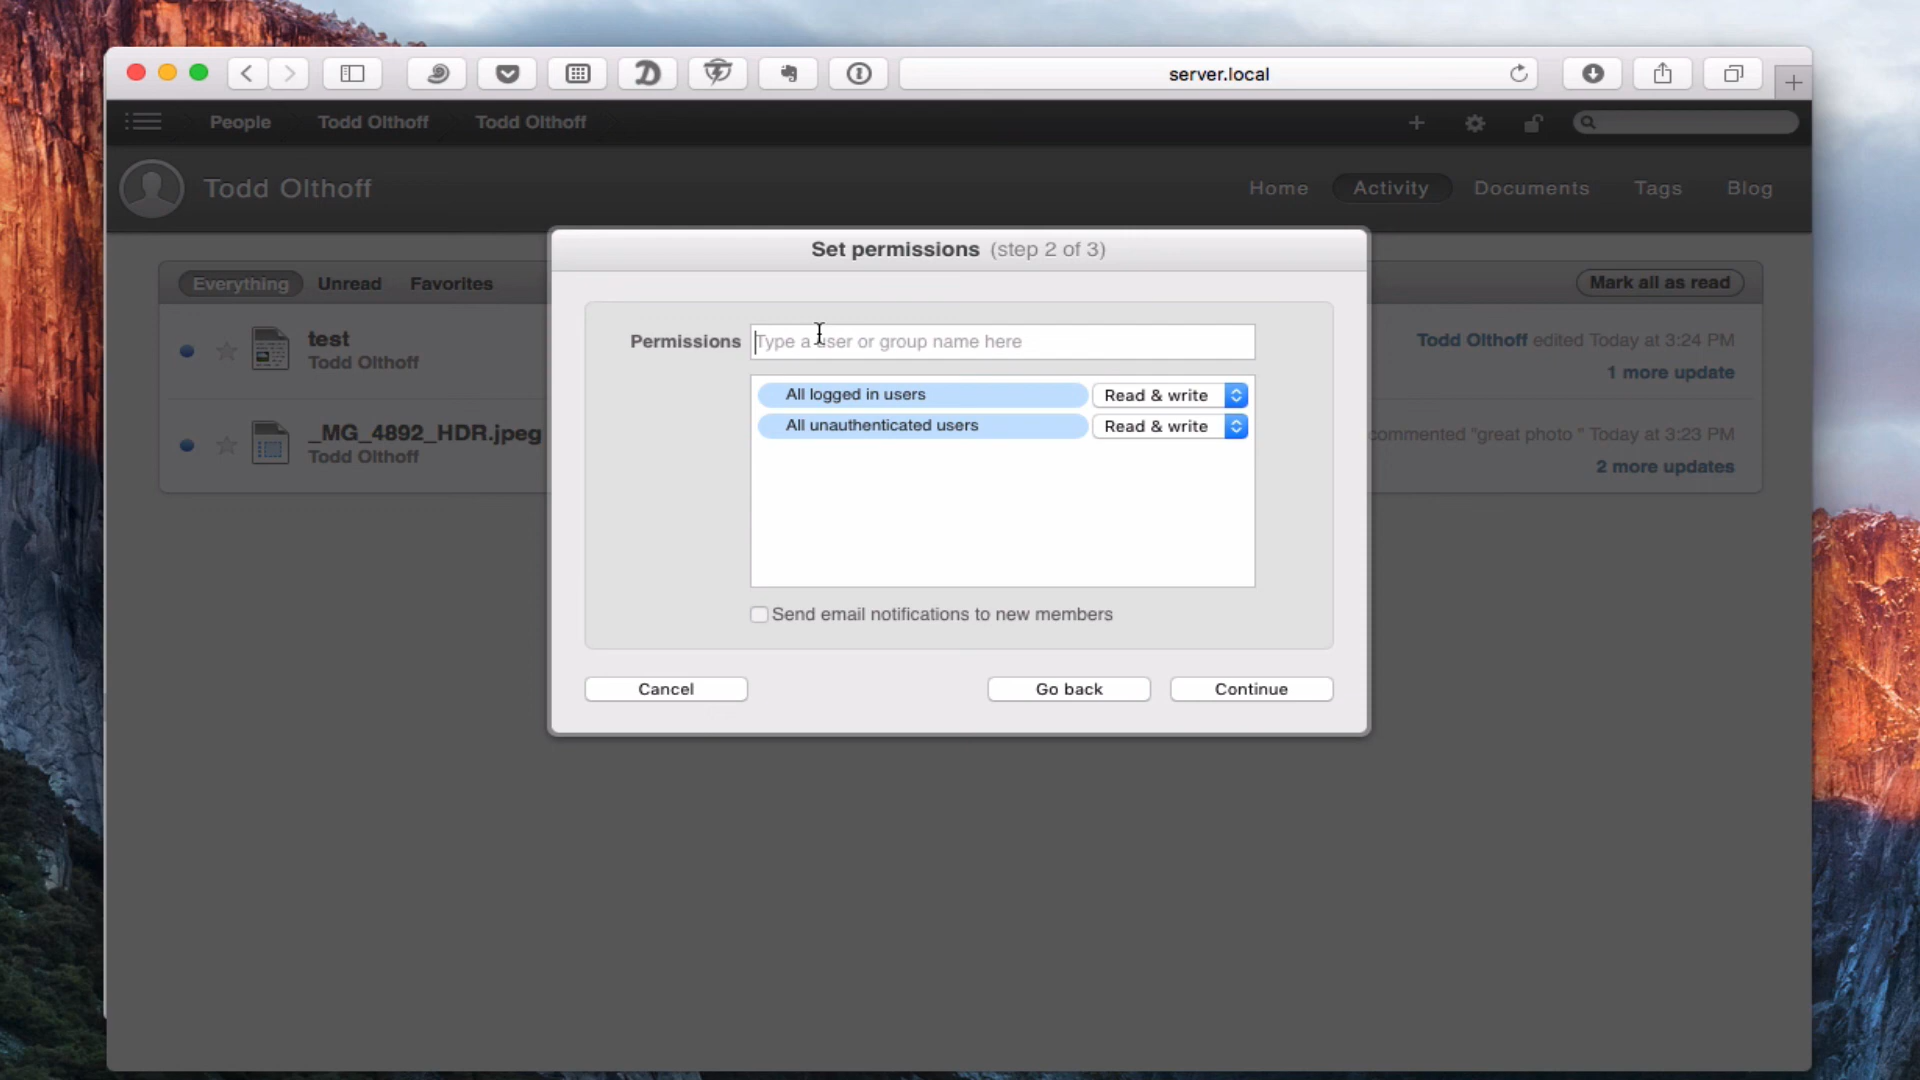 server.local
People Todd Olthoff Todd Olthoff
Todd Olthoff
Home Activity Documents Tags Blog
Set permissions (step 2 of 3)
Everything Unread Favorites
Mark all as read
test
Todd Olthoff
Todd Olthoff edited Today at 3:24 PM
1 more update
_MG_4892_HDR.jpeg
Todd Olthoff
commented "great photo " Today at 3:23 PM
2 more updates
Permissions Type a user or group name here
All logged in users Read & write
All unauthenticated users Read & write
Send email notifications to new members
Cancel Go back Continue